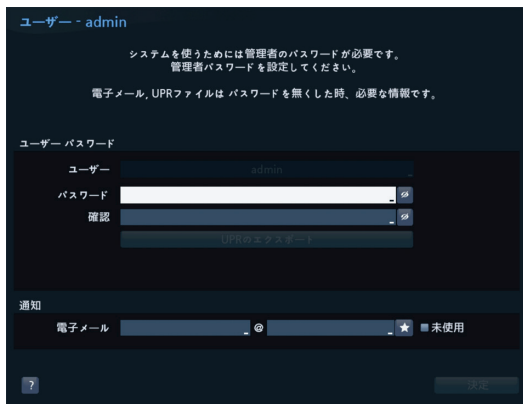 ユーザー - admin
システムを使うためには管理者のパスワードが必要です。
管理者パスワードを設定してください。
電子メール, UPRファイルは パスワードを無くした時、必要な情報です。
ユーザー パスワード
ユーザー admin
パスワード
確認
UPRのエクスポート
通知
電子メール @ 未使用
? 決定